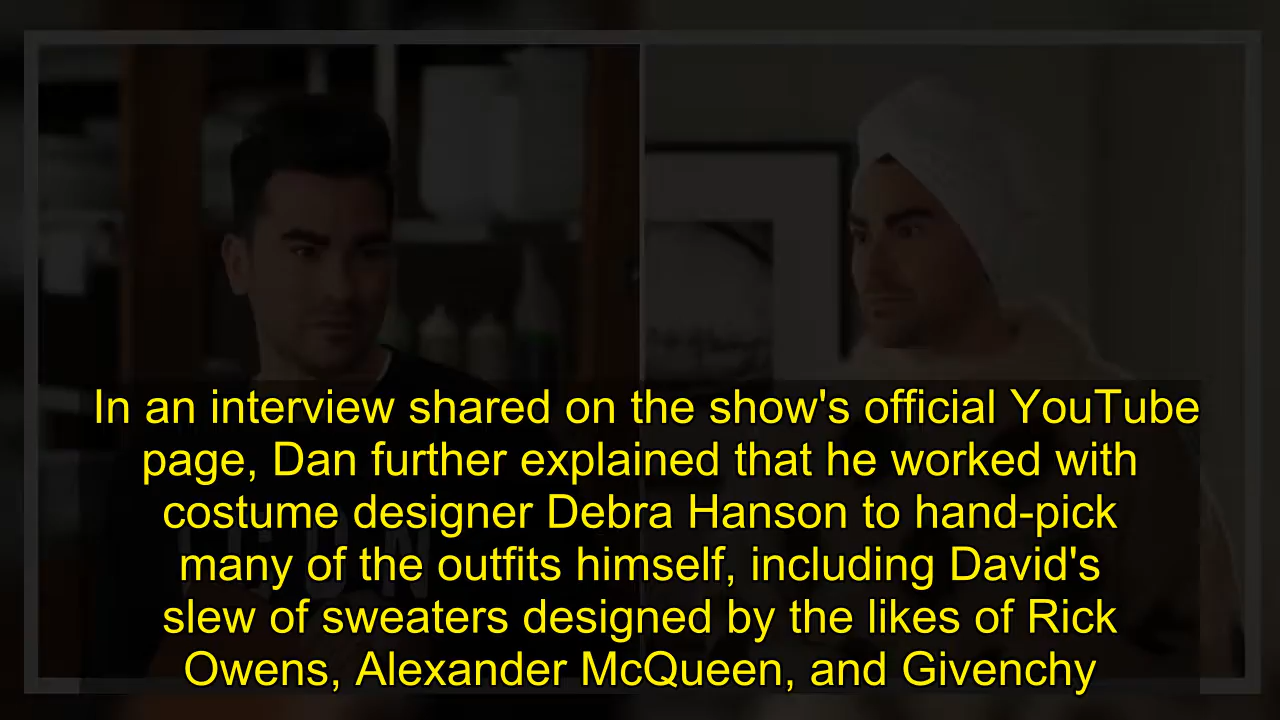 In an interview shared on the show's official YouTube
page, Dan further explained that he worked with
costume designer Debra Hanson to hand-pick
many of the outfits himself, including David's
slew of sweaters designed by the likes of Rick
Owens, Alexander McQueen, and Givenchy